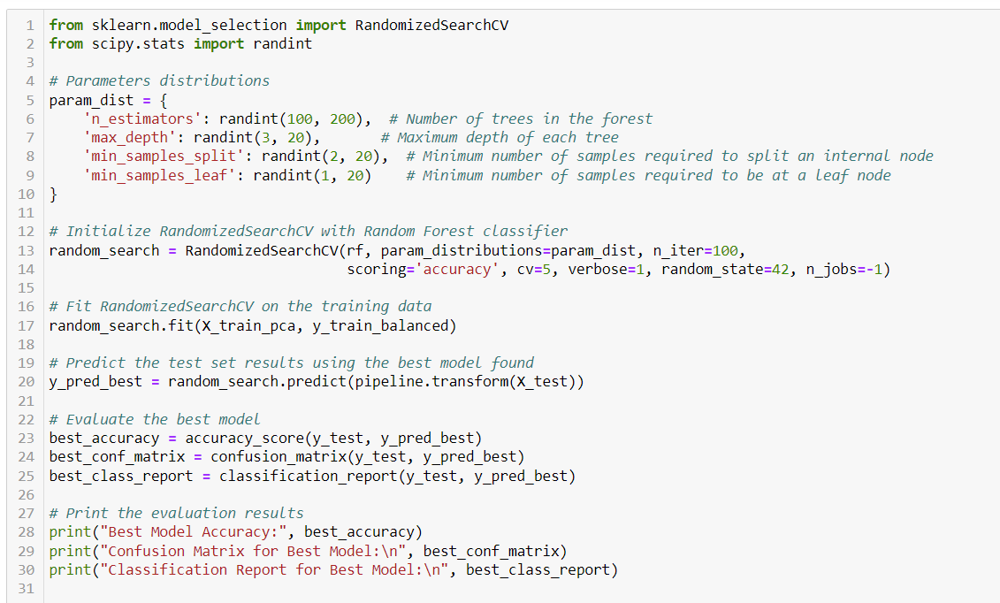 1 from sklearn.model_selection import RandomizedSearchCV
2 from scipy.stats import randint
3
4 # Parameters distributions
5 param_dist = {
6     'n_estimators': randint(100, 200),  # Number of trees in the forest
7     'max_depth': randint(3, 20),       # Maximum depth of each tree
8     'min_samples_split': randint(2, 20),  # Minimum number of samples required to split an internal node
9     'min_samples_leaf': randint(1, 20)    # Minimum number of samples required to be at a leaf node
10 }
11
12 # Initialize RandomizedSearchCV with Random Forest classifier
13 random_search = RandomizedSearchCV(rf, param_distributions=param_dist, n_iter=100,
14                                    scoring='accuracy', cv=5, verbose=1, random_state=42, n_jobs=-1)
15
16 # Fit RandomizedSearchCV on the training data
17 random_search.fit(X_train_pca, y_train_balanced)
18
19 # Predict the test set results using the best model found
20 y_pred_best = random_search.predict(pipeline.transform(X_test))
21
22 # Evaluate the best model
23 best_accuracy = accuracy_score(y_test, y_pred_best)
24 best_conf_matrix = confusion_matrix(y_test, y_pred_best)
25 best_class_report = classification_report(y_test, y_pred_best)
26
27 # Print the evaluation results
28 print("Best Model Accuracy:", best_accuracy)
29 print("Confusion Matrix for Best Model:\n", best_conf_matrix)
30 print("Classification Report for Best Model:\n", best_class_report)
31